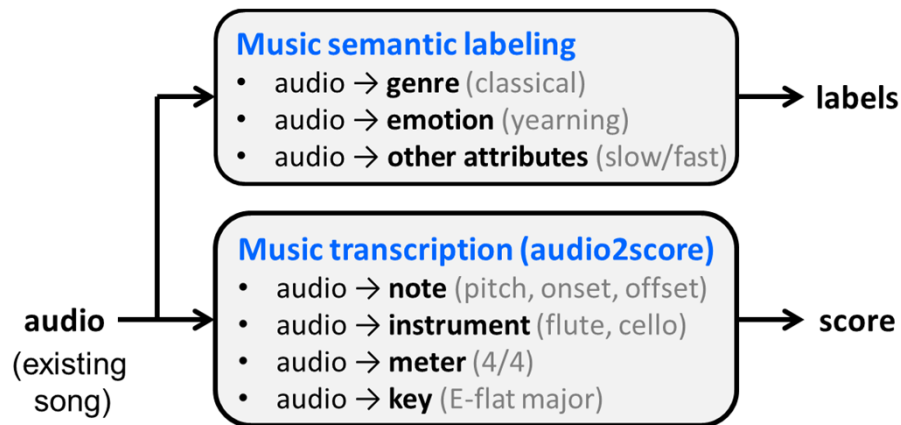 Music semantic labeling
• audio → genre (classical)
• audio → emotion (yearning)
• audio → other attributes (slow/fast)
labels
Music transcription (audio2score)
• audio → note (pitch, onset, offset)
• audio → instrument (flute, cello)
• audio → meter (4/4)
• audio → key (E-flat major)
audio
(existing
song)
score